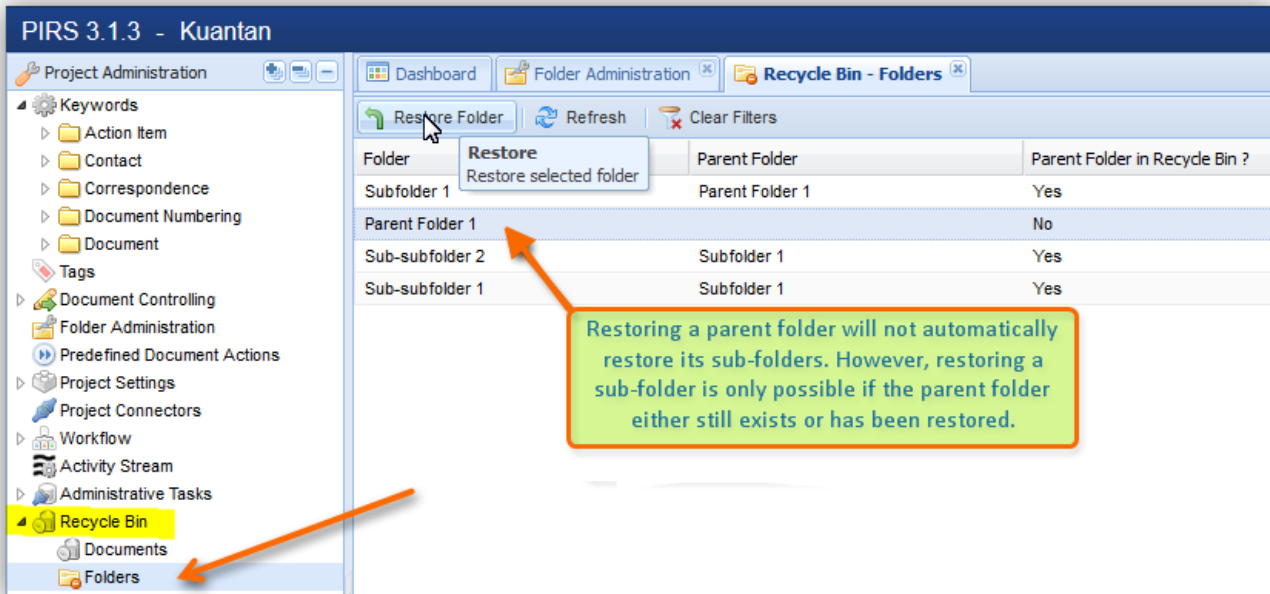 PIRS 3.1.3 - Kuantan
Project Administration
Keywords
Action Item
Contact
Correspondence
Document Numbering
Document
Tags
Document Controlling
Folder Administration
Predefined Document Actions
Project Settings
Project Connectors
Workflow
Activity Stream
Administrative Tasks
Recycle Bin
Documents
Folders
Dashboard
Folder Administration
Recycle Bin - Folders
Restore Folder
Refresh
Clear Filters
Restore
Restore selected folder
Folder Parent Folder Parent Folder in Recycle Bin ?
Subfolder 1 Parent Folder 1 Yes
Parent Folder 1 No
Sub-subfolder 2 Subfolder 1 Yes
Sub-subfolder 1 Subfolder 1 Yes
Restoring a parent folder will not automatically
restore its sub-folders. However, restoring a
sub-folder is only possible if the parent folder
either still exists or has been restored.